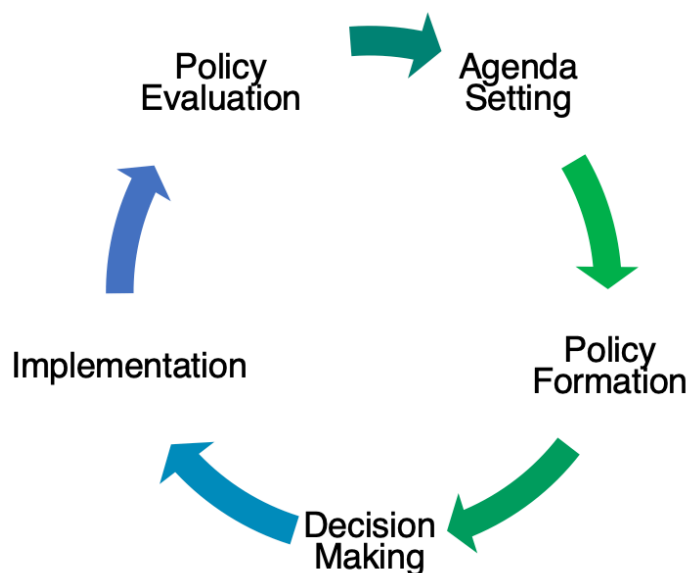 Policy
Evaluation
Agenda
Setting
Policy
Formation
Decision
Making
Implementation